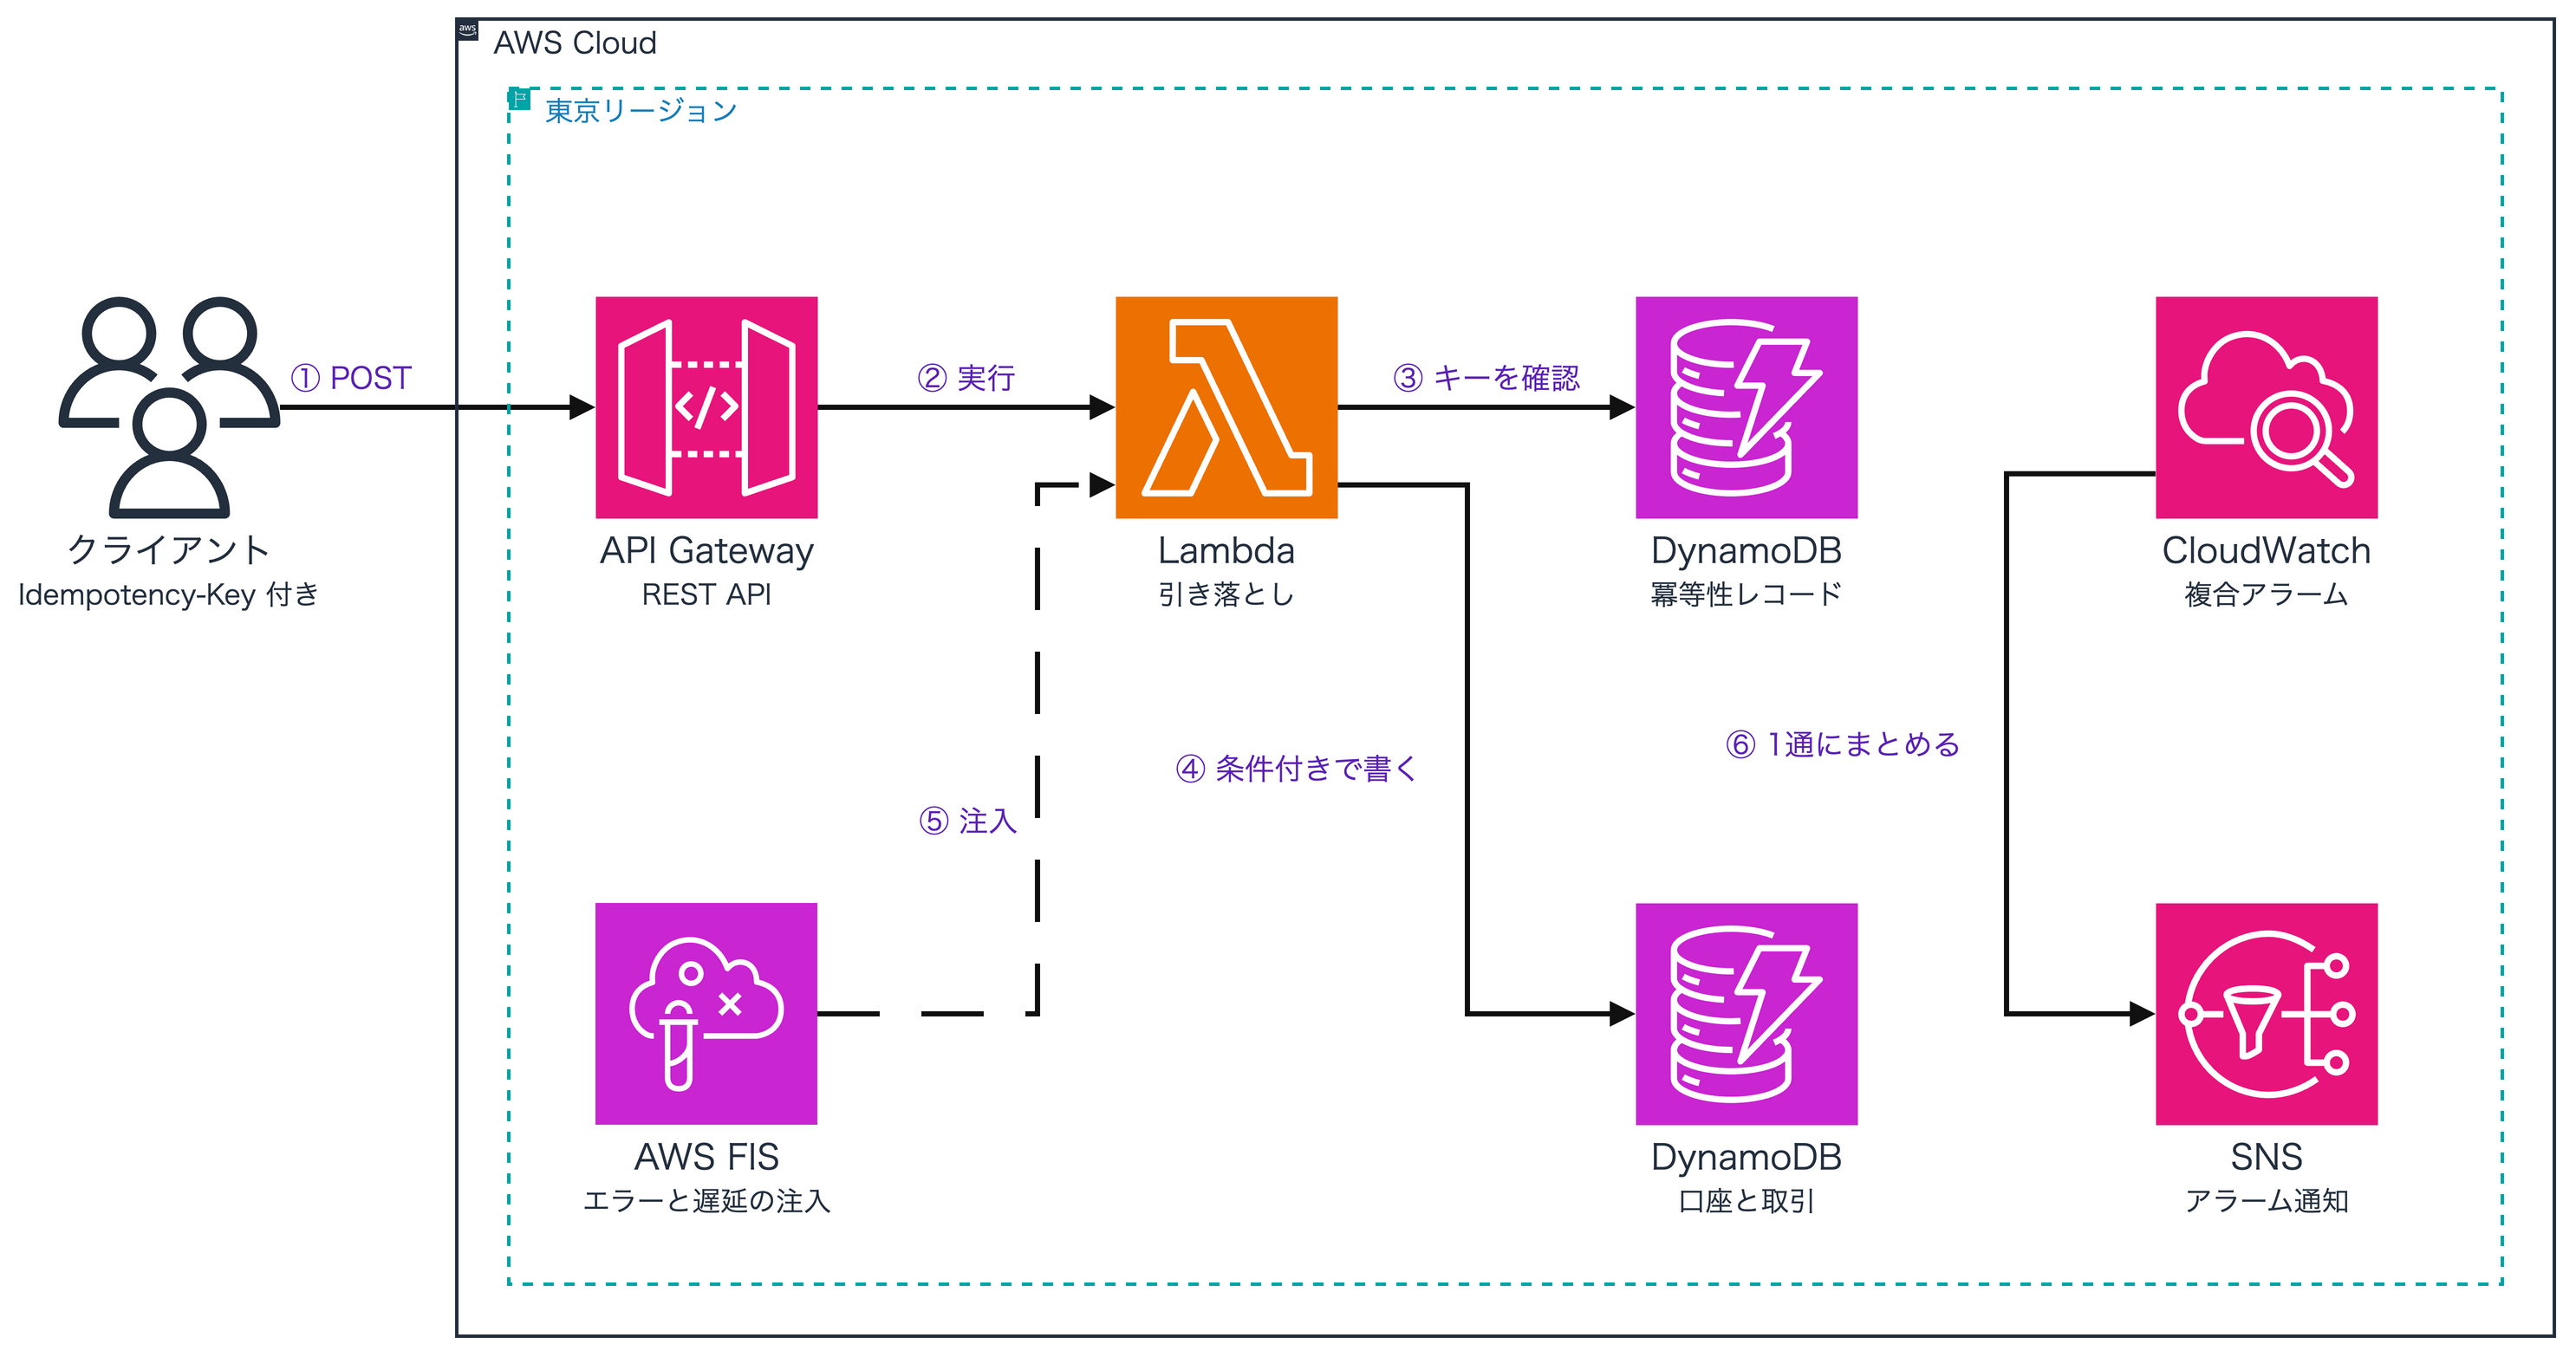 aws
AWS Cloud
東京リージョン
① POST
② 実行
③ キーを確認
クライアント
Idempotency-Key 付き
API Gateway
REST API
Lambda
引き落とし
DynamoDB
冪等性レコード
CloudWatch
複合アラーム
④ 条件付きで書く
⑤ 注入
⑥ 1通にまとめる
AWS FIS
エラーと遅延の注入
DynamoDB
口座と取引
SNS
アラーム通知